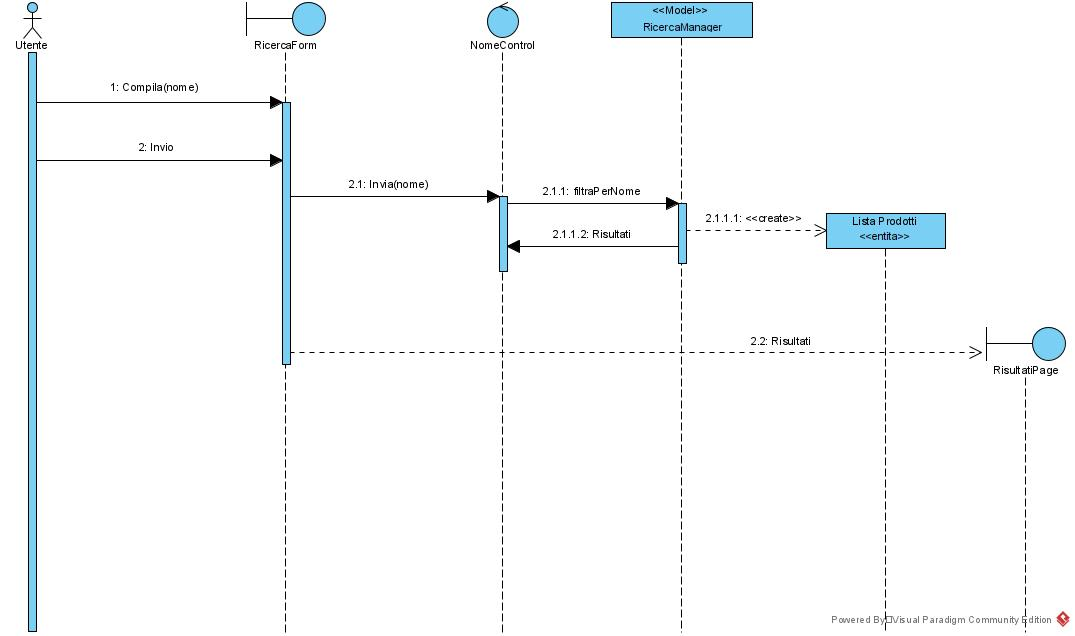 <<Model>>
RicercaManager
Utente
RicercaForm
NomeControl
1: Compila(nome)
2: Invio
2.1: Invia(nome)
2.1.1: filtraPerNome
2.1.1.1: <<create>>
Lista Prodotti
<<entita>>
2.1.1.2: Risultati
2.2: Risultati
RisultatiPage
Powered By Visual Paradigm Community Edition